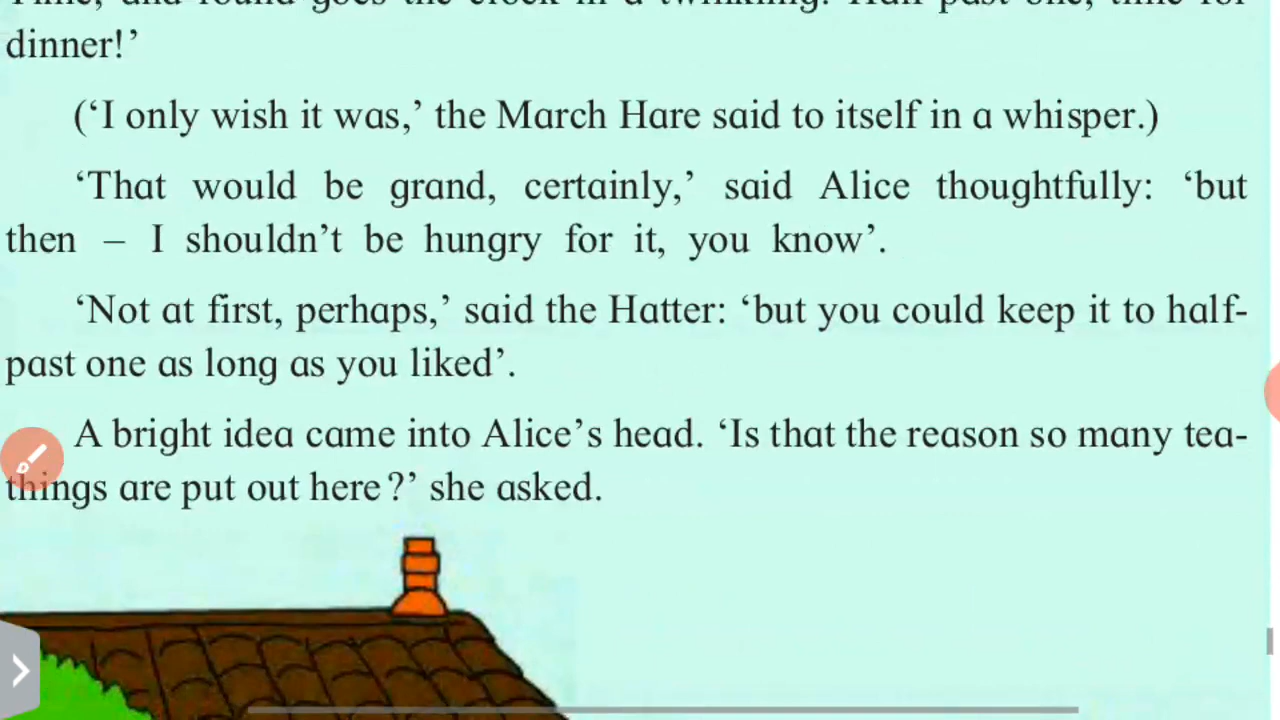 dinner!’
(‘I only wish it was,’ the March Hare said to itself in a whisper.)
‘That would be grand, certainly,’ said Alice thoughtfully: ‘but
then – I shouldn’t be hungry for it, you know’.
‘Not at first, perhaps,’ said the Hatter: ‘but you could keep it to half-
past one as long as you liked’.
A bright idea came into Alice’s head. ‘Is that the reason so many tea-
things are put out here?’ she asked.